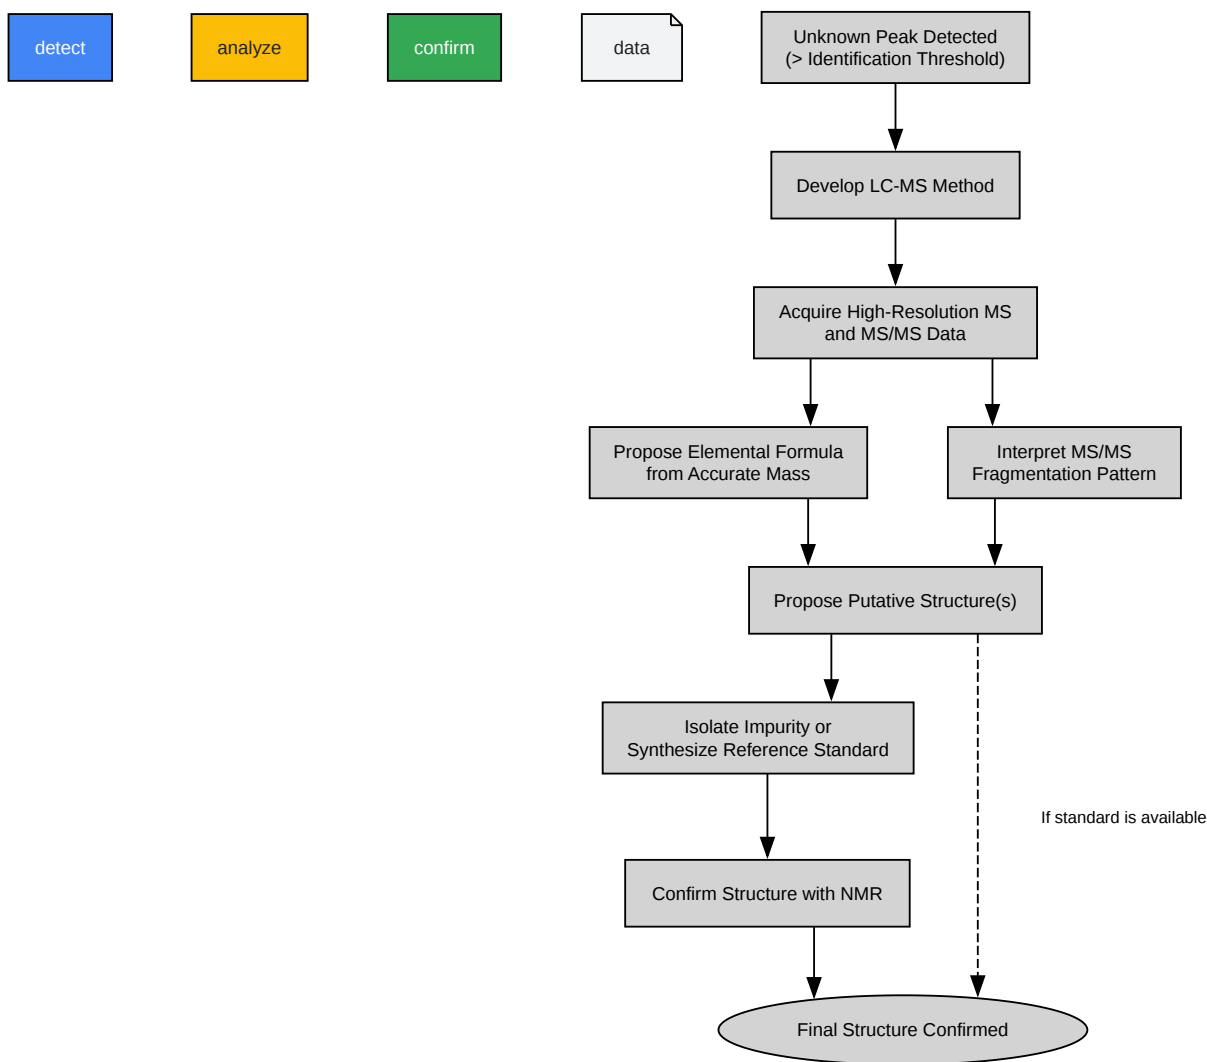 detect
analyze
confirm
data
Unknown Peak Detected
(> Identification Threshold)
Develop LC-MS Method
Acquire High-Resolution MS
and MS/MS Data
Propose Elemental Formula
from Accurate Mass
Interpret MS/MS
Fragmentation Pattern
Propose Putative Structure(s)
Isolate Impurity or
Synthesize Reference Standard
If standard is available
Confirm Structure with NMR
Final Structure Confirmed